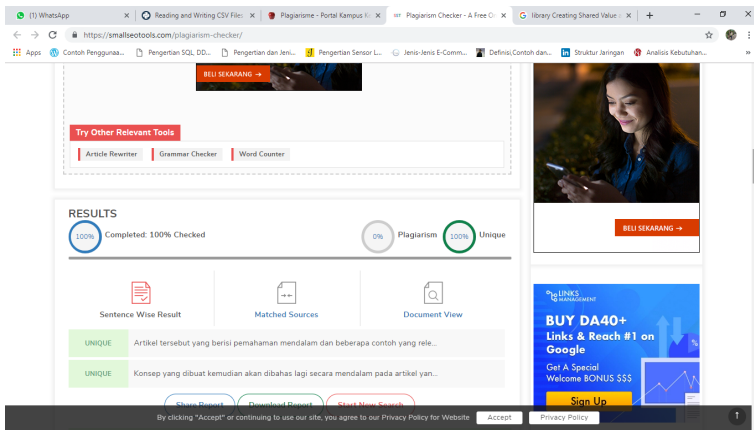 (1) WhatsApp
Reading and Writing CSV Files
Plagiarisme - Portal Kampus K
Plagiarism Checker - A Free O
library Creating Shared Value
https://smallseotools.com/plagiarism-checker/
Apps
Contoh Penggunaa...
Pengertian SQL DD...
Pengertian dan Jeni...
Pengertian Sensor L...
Jenis-Jenis E-Comm...
Definisi,Contoh dan...
Struktur Jaringan
Analisis Kebutuhan...
BELI SEKARANG →
Try Other Relevant Tools
Article Rewriter
Grammar Checker
Word Counter
RESULTS
100% Completed: 100% Checked
0% Plagiarism
100% Unique
Sentence Wise Result
Matched Sources
Document View
UNIQUE Artikel tersebut yang berisi pemahaman mendalam dan beberapa contoh yang rele...
UNIQUE Konsep yang dibuat kemudian akan dibahas lagi secara mendalam pada artikel yan...
Share Report
Download Report
Start New Search
BELI SEKARANG →
LINKS
MANAGEMENT
BUY DA40+
Links & Reach #1 on
Google
Get A Special
Welcome BONUS $$$
Sign Up
By clicking "Accept" or continuing to use our site, you agree to our Privacy Policy for Website
Accept
Privacy Policy